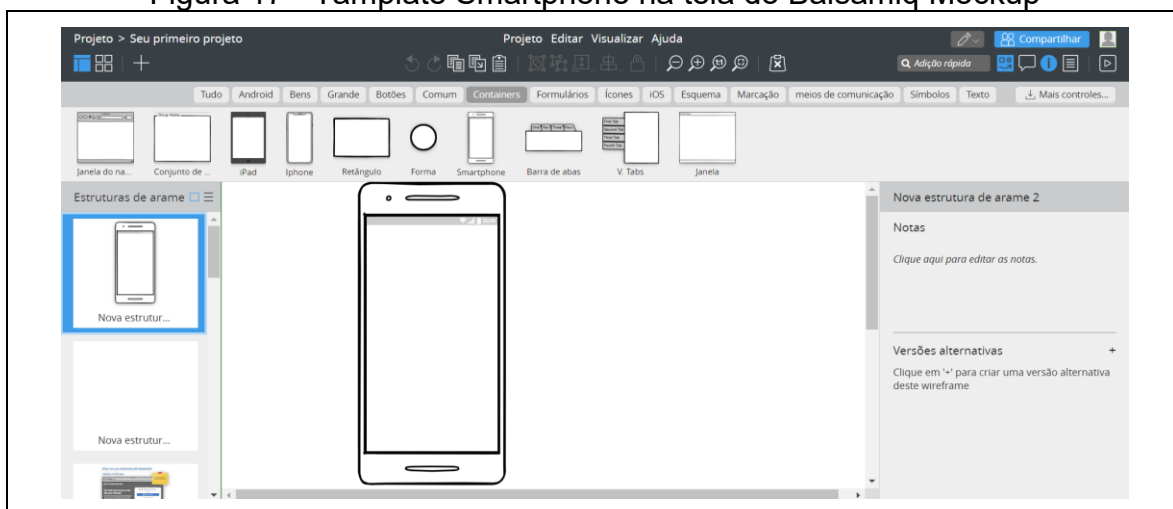 Figura 17 - Tamplate Smartphone na tela do Balsamiq Mockup
Projeto > Seu primeiro projeto
Projeto Editar Visualizar Ajuda
Compartilhar
Adição rápida
Tudo Android Bens Grande Botões Comum Containers Formulários Ícones iOS Esquema Marcação meios de comunicação Símbolos Texto Mais controles...
Janela do na... Conjunto de ... iPad Iphone Retângulo Forma Smartphone Barra de abas V. Tabs Janela
Estruturas de arame
Nova estrutur...
Nova estrutur...
Nova estrutura de arame 2
Notas
Clique aqui para editar as notas.
Versões alternativas +
Clique em '+' para criar uma versão alternativa
deste wireframe